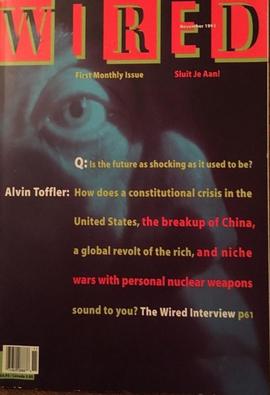 WIRED
November 1993
First Monthly Issue Sluit Je Aan!
Q: Is the future as shocking as it used to be?
Alvin Toffler: How does a constitutional crisis in the
United States, the breakup of China,
a global revolt of the rich, and niche
wars with personal nuclear weapons
sound to you? The Wired Interview p61